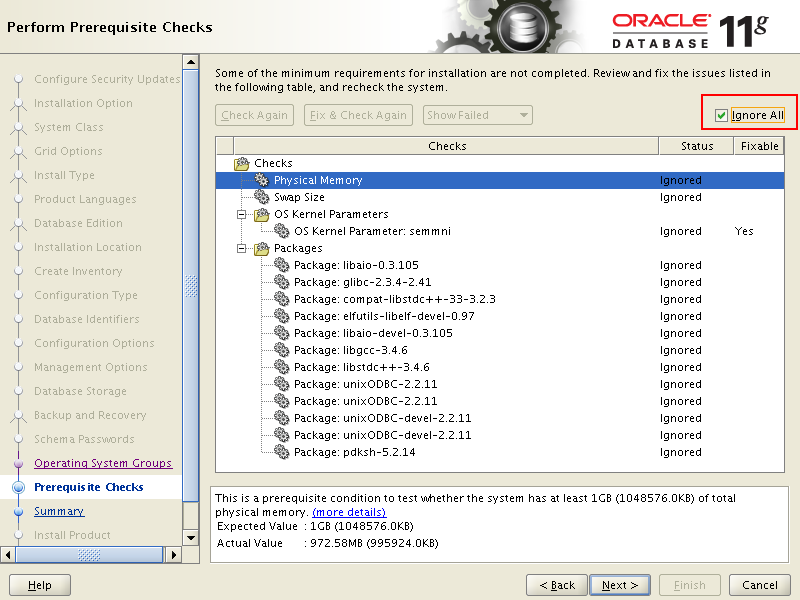 Perform Prerequisite Checks
ORACLE
DATABASE
11g
Configure Security Updates
Installation Option
System Class
Grid Options
Install Type
Product Languages
Database Edition
Installation Location
Create Inventory
Configuration Type
Database Identifiers
Configuration Options
Management Options
Database Storage
Backup and Recovery
Schema Passwords
Operating System Groups
Prerequisite Checks
Summary
Install Product
Some of the minimum requirements for installation are not completed. Review and fix the issues listed in
the following table, and recheck the system.
Check Again Fix & Check Again Show Failed Ignore All
Checks Status Fixable
Checks
Physical Memory Ignored
Swap Size Ignored
OS Kernel Parameters
OS Kernel Parameter: semmni Ignored Yes
Packages
Package: libaio-0.3.105 Ignored
Package: glibc-2.3.4-2.41 Ignored
Package: compat-libstdc++-33-3.2.3 Ignored
Package: elfutils-libelf-devel-0.97 Ignored
Package: libaio-devel-0.3.105 Ignored
Package: libgcc-3.4.6 Ignored
Package: libstdc++-3.4.6 Ignored
Package: unixODBC-2.2.11 Ignored
Package: unixODBC-2.2.11 Ignored
Package: unixODBC-devel-2.2.11 Ignored
Package: unixODBC-devel-2.2.11 Ignored
Package: pdksh-5.2.14 Ignored
This is a prerequisite condition to test whether the system has at least 1GB (1048576.0KB) of total
physical memory. (more details)
Expected Value : 1GB (1048576.0KB)
Actual Value : 972.58MB (995924.0KB)
Help < Back Next > Finish Cancel